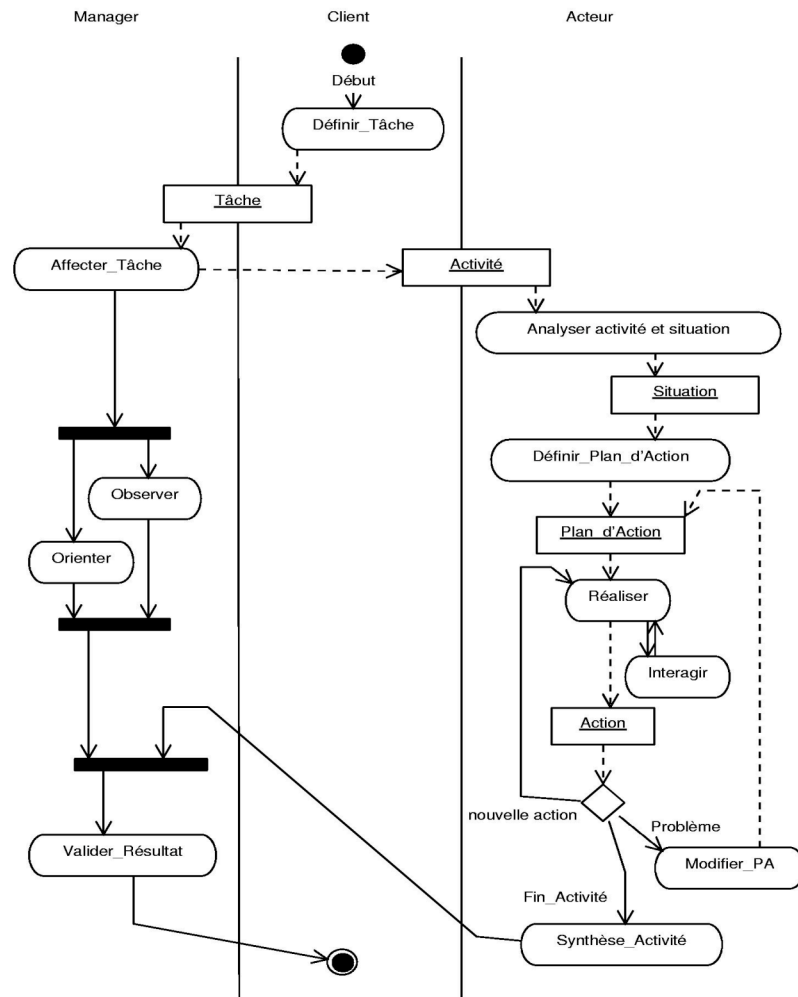 Manager
Client
Acteur
Début
Définir_Tâche
Tâche
Affecter_Tâche
Activité
Analyser activité et situation
Situation
Définir_Plan_d'Action
Observer
Plan_d'Action
Orienter
Réaliser
Interagir
Action
nouvelle action
Problème
Valider_Résultat
Modifier_PA
Fin_Activité
Synthèse_Activité